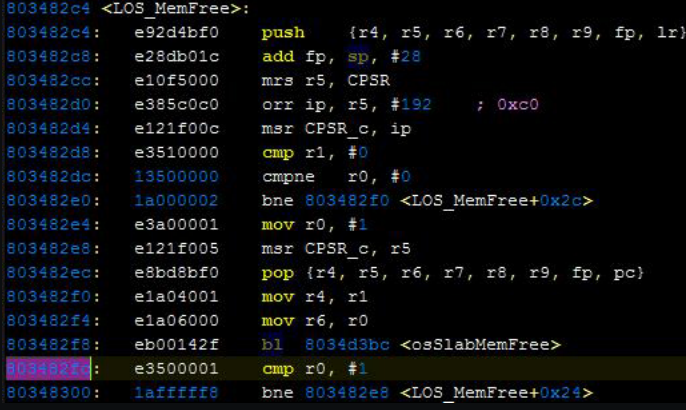 803482c4 <LOS_MemFree>:
803482c4: e92d4bf0 push {r4, r5, r6, r7, r8, r9, fp, lr}
803482c8: e28db01c add fp, sp, #28
803482cc: e10f5000 mrs r5, CPSR
803482d0: e385c0c0 orr ip, r5, #192 ; 0xc0
803482d4: e121f00c msr CPSR_c, ip
803482d8: e3510000 cmp r1, #0
803482dc: 13500000 cmpne r0, #0
803482e0: 1a000002 bne 803482f0 <LOS_MemFree+0x2c>
803482e4: e3a00001 mov r0, #1
803482e8: e121f005 msr CPSR_c, r5
803482ec: e8bd8bf0 pop {r4, r5, r6, r7, r8, r9, fp, pc}
803482f0: e1a04001 mov r4, r1
803482f4: e1a06000 mov r6, r0
803482f8: eb00142f bl 8034d3bc <osSlabMemFree>
803482fc: e3500001 cmp r0, #1
80348300: 1afffff8 bne 803482e8 <LOS_MemFree+0x24>